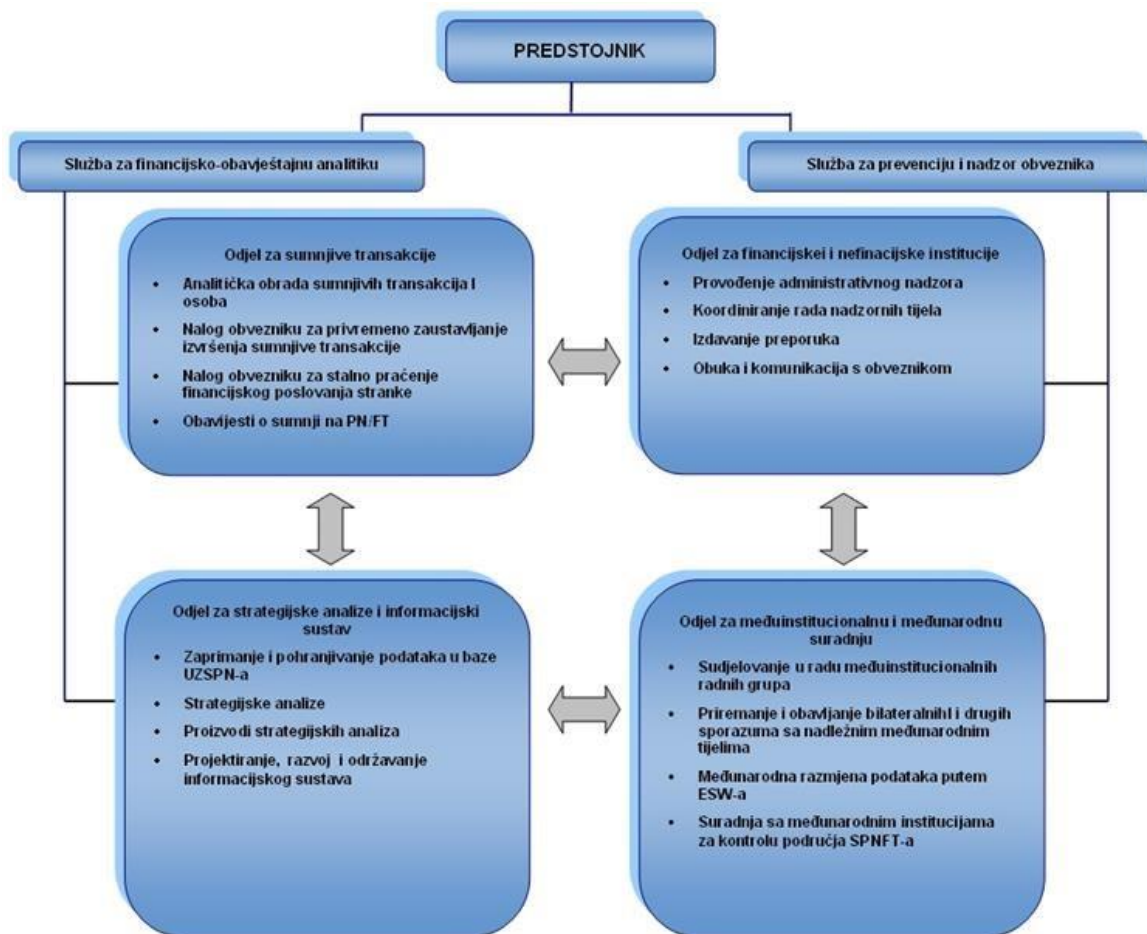 PREDSTOJNIK
Služba za financijsko-obavještajnu analitiku
Služba za prevenciju i nadzor obveznika
Odjel za sumnjive transakcije
• Analitička obrada sumnjivih transakcija I
osoba
• Nalog obvezniku za privremeno zaustavljanje
izvršenja sumnjive transakcije
• Nalog obvezniku za stalno praćenje
financijskog poslovanja stranke
• Obavijesti o sumnji na PN/FT
Odjel za financijskei i nefinacijske institucije
• Provođenje administrativnog nadzora
• Koordiniranje rada nadzornih tijela
• Izdavanje preporuka
• Obuka i komunikacija s obveznikom
Odjel za strategijske analize i informacijski
sustav
• Zaprimanje i pohranjivanje podataka u baze
UZSPN-a
• Strategijske analize
• Proizvodi strategijskih analiza
• Projektiranje, razvoj i održavanje
informacijskog sustava
Odjel za međuinstitucionalnu i međunarodnu
suradnju
• Sudjelovanje u radu međuinstitucionalnih
radnih grupa
• Priremanje i obavljanje bilateralnihI i drugih
sporazuma sa nadležnim međunarodnim
tijelima
• Međunarodna razmjena podataka putem
ESW-a
• Suradnja sa međunarodnim institucijama
za kontrolu područja SPNFT-a